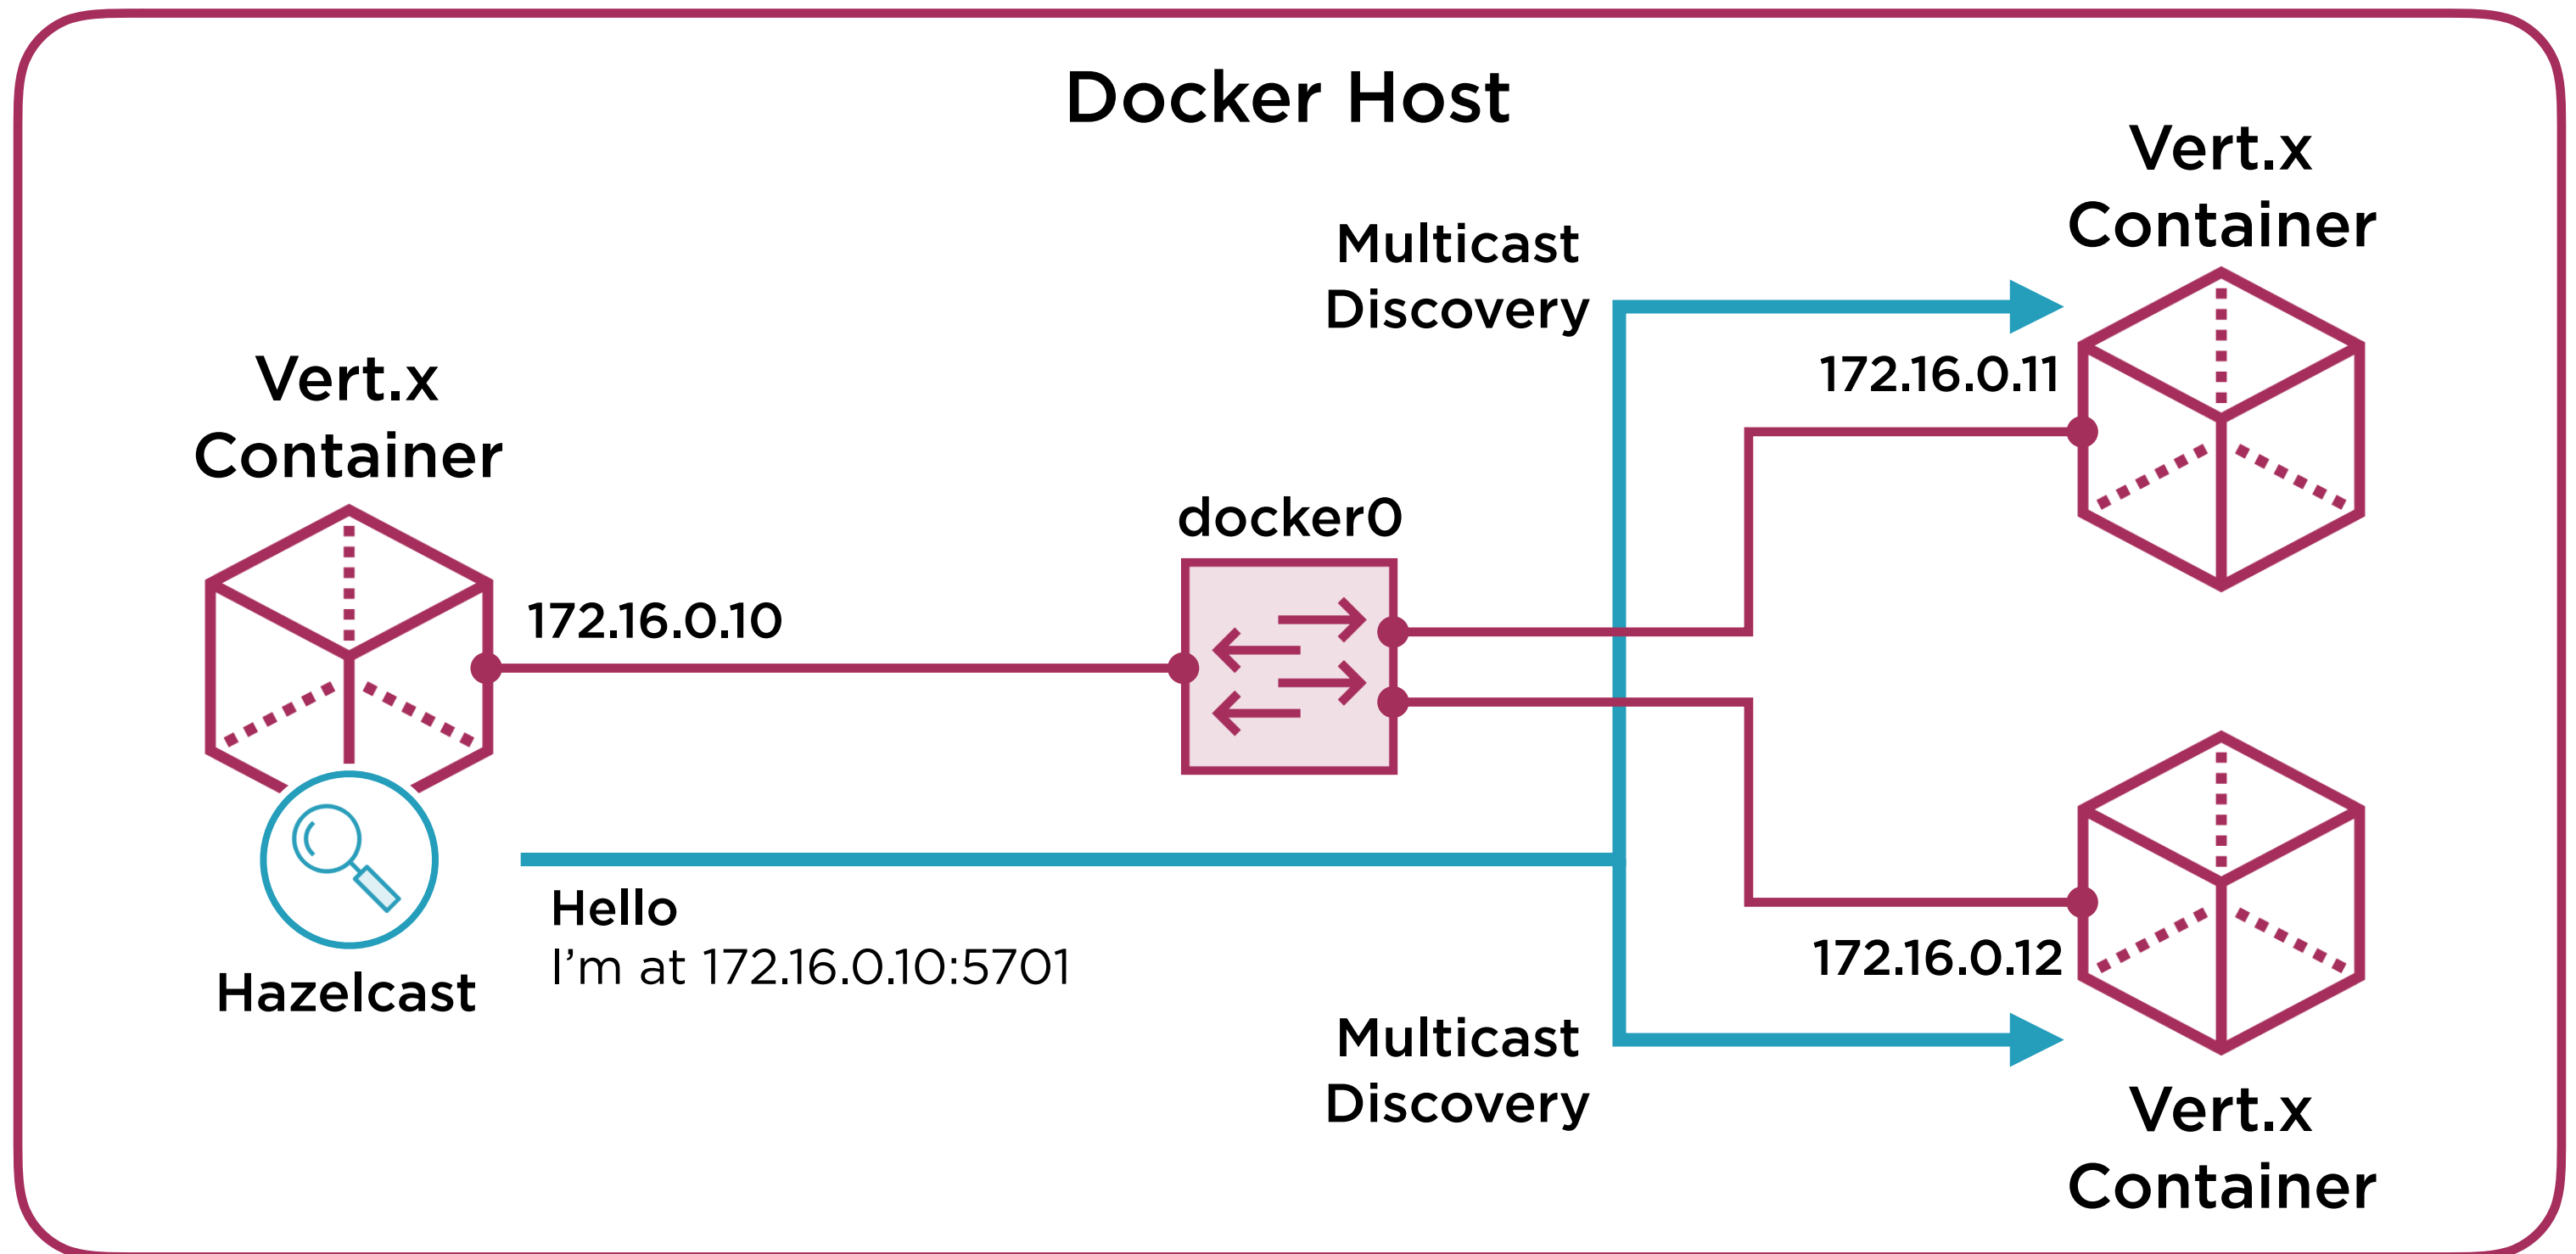 Docker Host
Vert.x
Container
172.16.0.10
Hazelcast
Hello
I'm at 172.16.0.10:5701
docker0
Multicast
Discovery
Vert.x
Container
172.16.0.11
172.16.0.12
Multicast
Discovery
Vert.x
Container